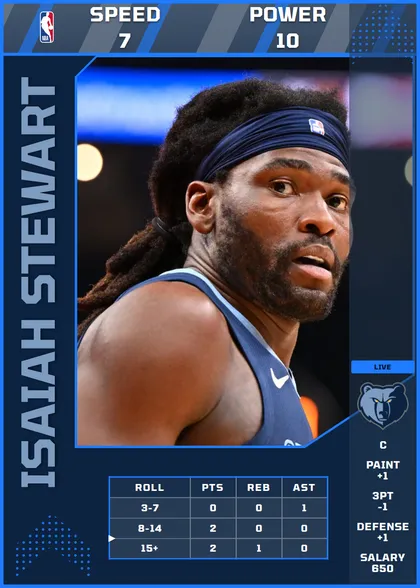 SPEED
7
POWER
10
ISAIAH STEWART
LIVE
C
PAINT
+1
3PT
-1
DEFENSE
+1
SALARY
650
ROLL PTS REB AST
3-7 0 0 1
8-14 2 0 0
15+ 2 1 0